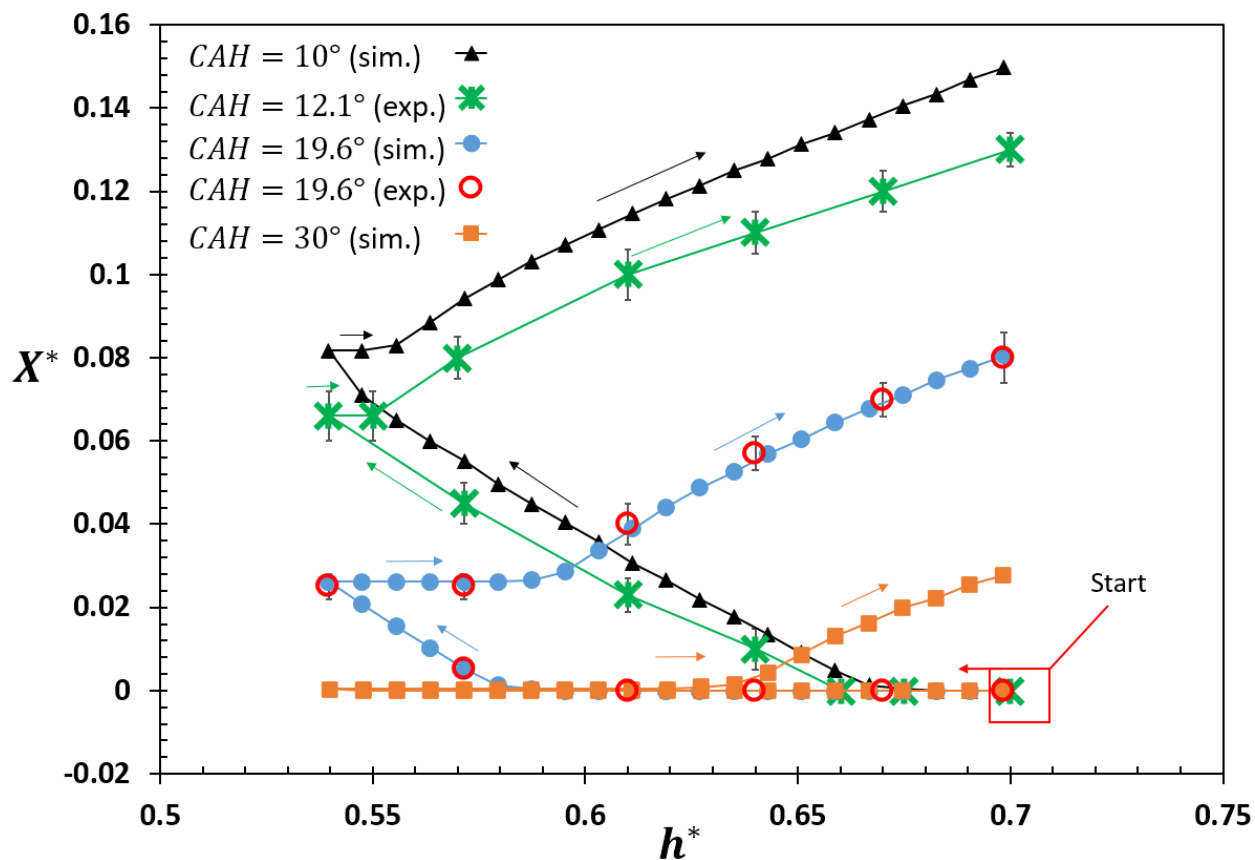 0.16
CAH = 10° (sim.)
0.14
CAH = 12.1° (exp.)
CAH = 19.6° (sim.)
0.12
CAH = 19.6° (exp.)
CAH = 30° (sim.)
0.1
X*
0.08
0.06
0.04
Start
0.02
0
-0.02
0.5
0.55
0.6
0.65
0.7
0.75
h*